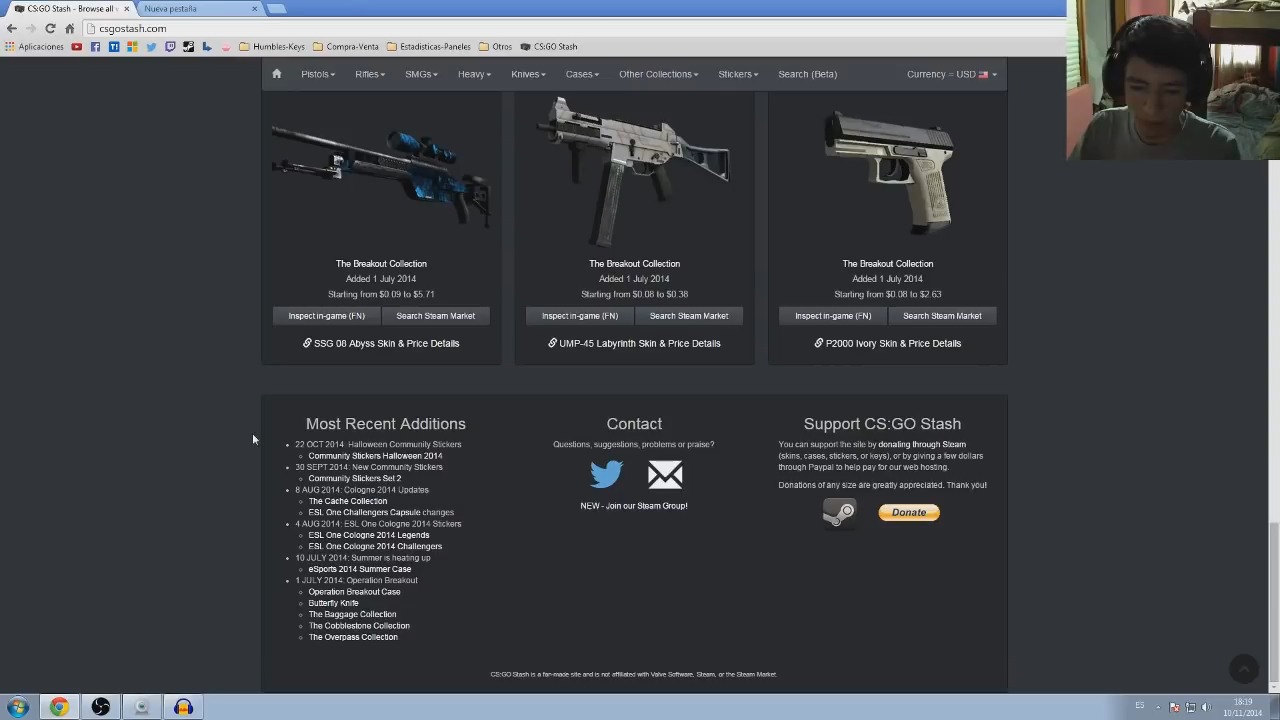 CS:GO Stash - Browse all
Nueva pestaña
csgostash.com
Aplicaciones
Humbles-Keys
Compra-Venta
Estadísticas-Paneles
Otros
CS:GO Stash
Pistols
Rifles
SMGs
Heavy
Knives
Cases
Other Collections
Stickers
Search (Beta)
Currency = USD
The Breakout Collection
Added 1 July 2014
Starting from $0.09 to $5.71
Inspect in-game (FN)
Search Steam Market
SSG 08 Abyss Skin & Price Details
The Breakout Collection
Added 1 July 2014
Starting from $0.08 to $0.38
Inspect in-game (FN)
Search Steam Market
UMP-45 Labyrinth Skin & Price Details
The Breakout Collection
Added 1 July 2014
Starting from $0.08 to $2.63
Inspect in-game (FN)
Search Steam Market
P2000 Ivory Skin & Price Details
Most Recent Additions
22 OCT 2014: Halloween Community Stickers
Community Stickers Halloween 2014
30 SEPT 2014: New Community Stickers
Community Stickers Set 2
8 AUG 2014: Cologne 2014 Updates
The Cache Collection
ESL One Challengers Capsule changes
4 AUG 2014: ESL One Cologne 2014 Stickers
ESL One Cologne 2014 Legends
ESL One Cologne 2014 Challengers
10 JULY 2014: Summer is heating up
eSports 2014 Summer Case
1 JULY 2014: Operation Breakout
Operation Breakout Case
Butterfly Knife
The Baggage Collection
The Cobblestone Collection
The Overpass Collection
Contact
Questions, suggestions, problems or praise?
NEW - Join our Steam Group!
Support CS:GO Stash
You can support the site by donating through Steam
(skins, cases, stickers, or keys), or by giving a few dollars
through Paypal to help pay for our web hosting.
Donations of any size are greatly appreciated. Thank you!
Donate
CS:GO Stash is a fan-made site and is not affiliated with Valve Software, Steam, or the Steam Market.
ES
18:19
10/11/2014